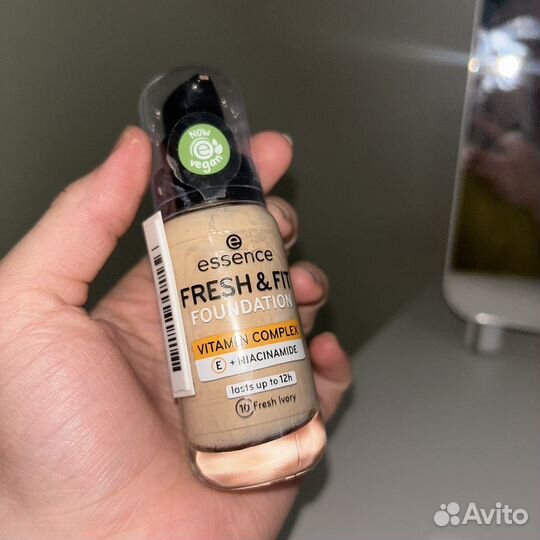 NOW
e
vegan
e
essence
FRESH & FIT
FOUNDATION
VITAMIN COMPLEX
E + NIACINAMIDE
lasts up to 12h
10 Fresh Ivory
Avito